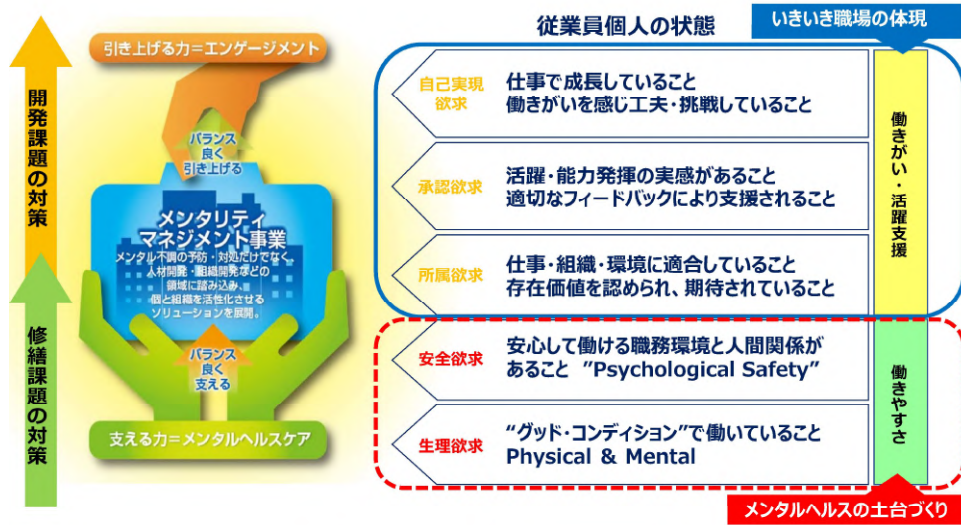 開発課題の対策
修繕課題の対策
引き上げる力＝エンゲージメント
バランス
良く
引き上げる
メンタリティ
マネジメント事業
メンタル不調の予防・対処だけでなく、
人材開発・組織開発などの
領域に踏み込み、
個と組織を活性化させる
ソリューションを展開。
バランス
良く
支える
支える力＝メンタルヘルスケア
従業員個人の状態
いきいき職場の体現
自己実現
欲求
仕事で成長していること
働きがいを感じ工夫・挑戦していること
承認欲求
活躍・能力発揮の実感があること
適切なフィードバックにより支援されること
所属欲求
仕事・組織・環境に適合していること
存在価値を認められ、期待されていること
働きがい・活躍支援
安全欲求
安心して働ける職務環境と人間関係が
あること ”Psychological Safety”
生理欲求
“グッド・コンディション”で働いていること
Physical & Mental
働きやすさ
メンタルヘルスの土台づくり